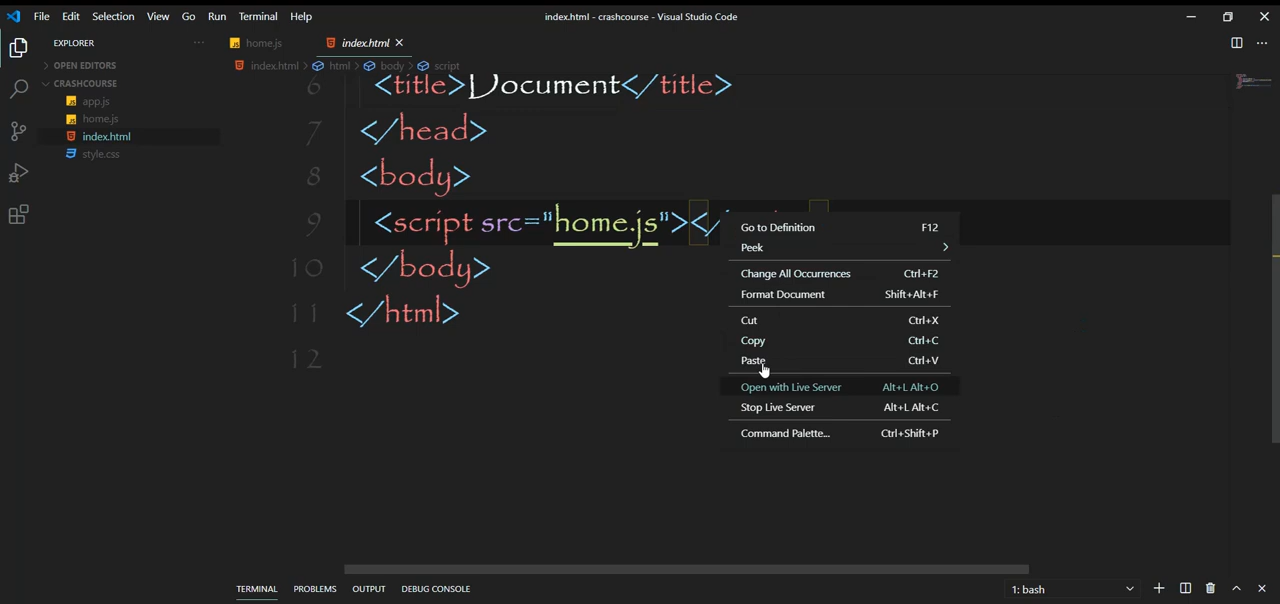 File Edit Selection View Go Run Terminal Help
index.html - crashcourse - Visual Studio Code
EXPLORER
OPEN EDITORS
CRASHCOURSE
app.js
home.js
index.html
style.css
home.js
index.html
index.html > html > body > script
6 <title>Document</title>
7 </head>
8 <body>
9 <script src="home.js"></
10 </body>
11 </html>
12
Go to Definition F12
Peek
Change All Occurrences Ctrl+F2
Format Document Shift+Alt+F
Cut Ctrl+X
Copy Ctrl+C
Paste Ctrl+V
Open with Live Server Alt+L Alt+O
Stop Live Server Alt+L Alt+C
Command Palette... Ctrl+Shift+P
TERMINAL PROBLEMS OUTPUT DEBUG CONSOLE
1: bash